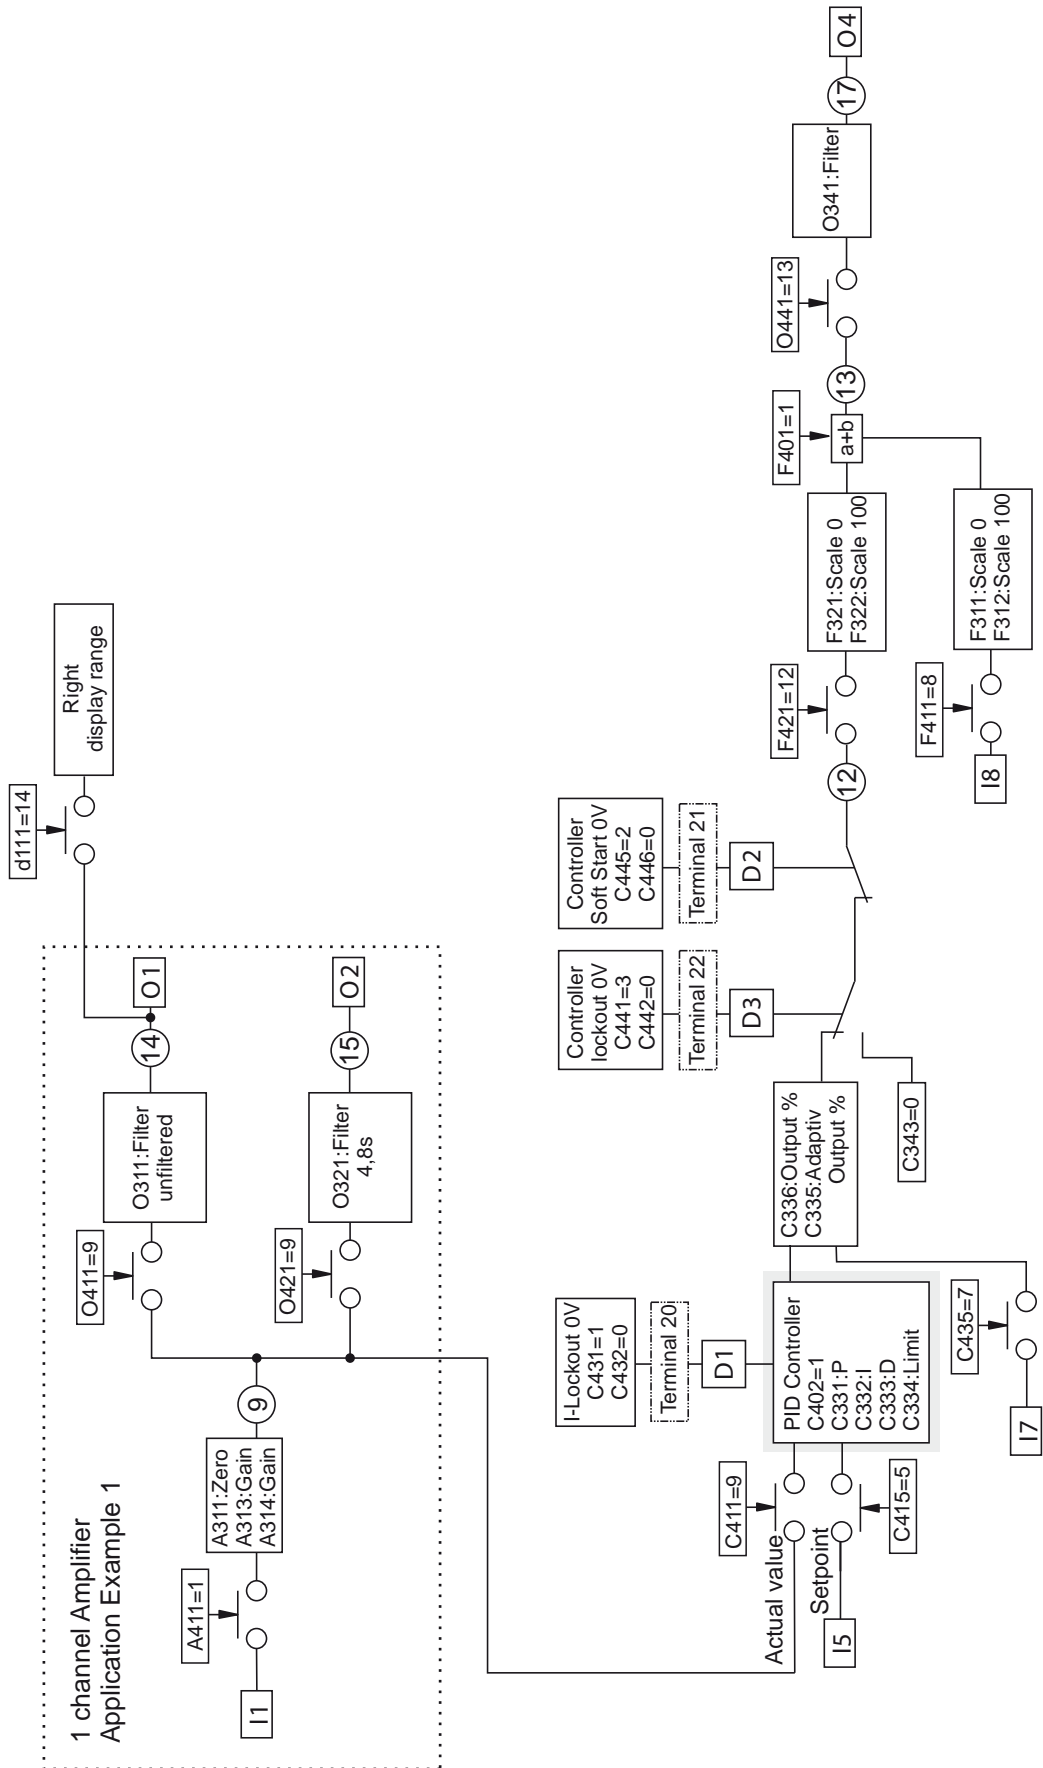 1 channel Amplifier
Application Example 1
I1
A411=1
A311:Zero
A313:Gain
A314:Gain
9
O411=9
O311:Filter
unfiltered
14
O1
d111=14
Right
display range
O421=9
O321:Filter
4,8s
15
O2
Actual value
C411=9
Setpoint
I5
C415=5
I-Lockout 0V
C431=1
C432=0
Terminal 20
D1
PID Controller
C402=1
C331:P
C332:I
C333:D
C334:Limit
I7
C435=7
C336:Output %
C335:Adaptiv
Output %
C343=0
Controller
lockout 0V
C441=3
C442=0
Terminal 22
D3
Controller
Soft Start 0V
C445=2
C446=0
Terminal 21
D2
12
F421=12
F321:Scale 0
F322:Scale 100
I8
F411=8
F311:Scale 0
F312:Scale 100
F401=1
a+b
13
O441=13
O341:Filter
17
O4